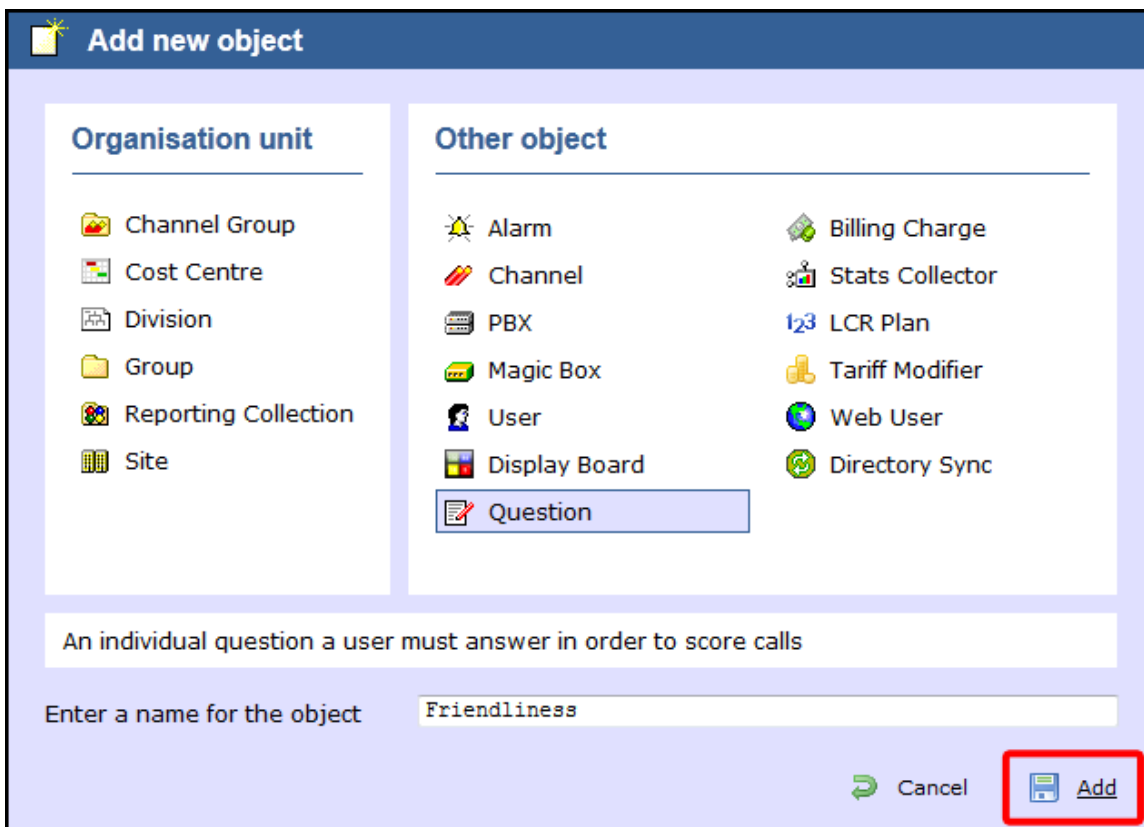 Add new object
Organisation unit
Channel Group
Cost Centre
Division
Group
Reporting Collection
Site
Other object
Alarm
Channel
PBX
Magic Box
User
Display Board
Question
Billing Charge
Stats Collector
123 LCR Plan
Tariff Modifier
Web User
Directory Sync
An individual question a user must answer in order to score calls
Enter a name for the object
Friendliness
Cancel
Add